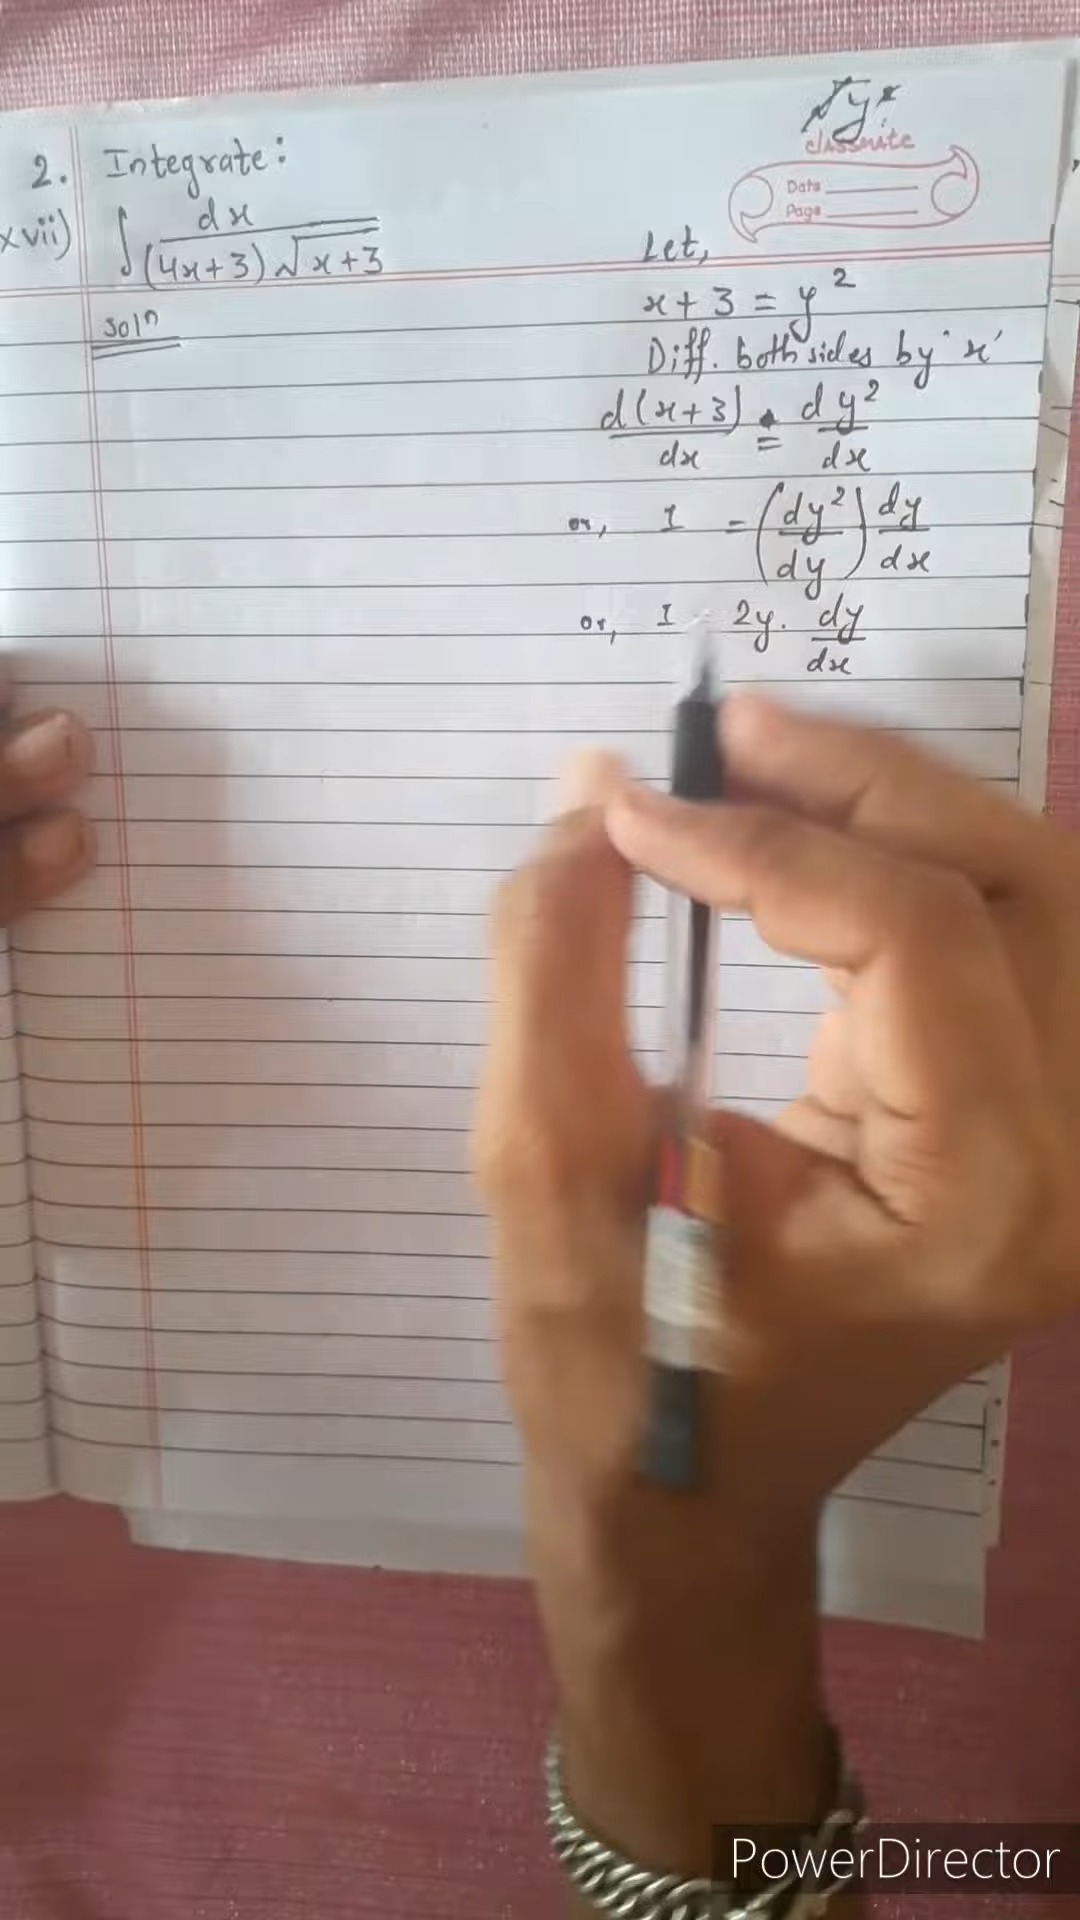 2. Integrate:
xvii) ∫ dx / (4x+3)√x+3
Soln
classmate
Date
Page
Let,
x + 3 = y²
Diff. both sides by 'x'
d(x+3)/dx = dy²/dx
or, 1 = (dy²/dy) dy/dx
or, 1 = 2y. dy/dx
PowerDirector